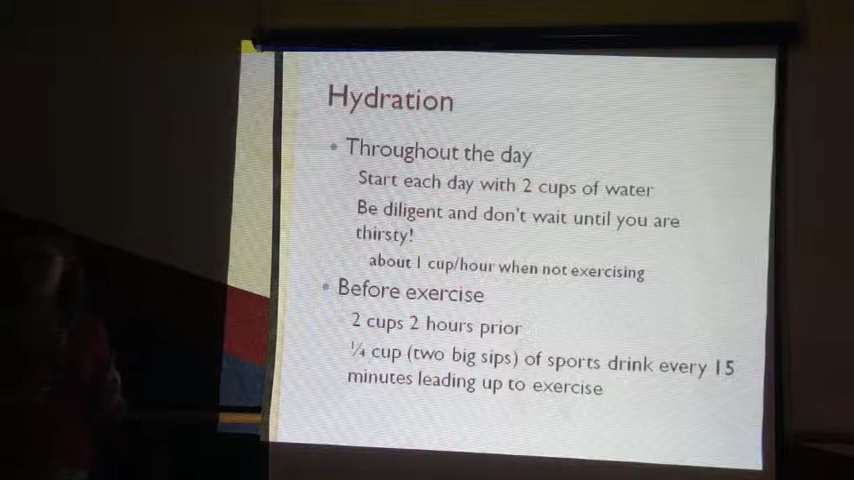 Hydration
• Throughout the day
Start each day with 2 cups of water
Be diligent and don't wait until you are
thirsty!
about 1 cup/hour when not exercising
• Before exercise
2 cups 2 hours prior
¼ cup (two big sips) of sports drink every 15
minutes leading up to exercise